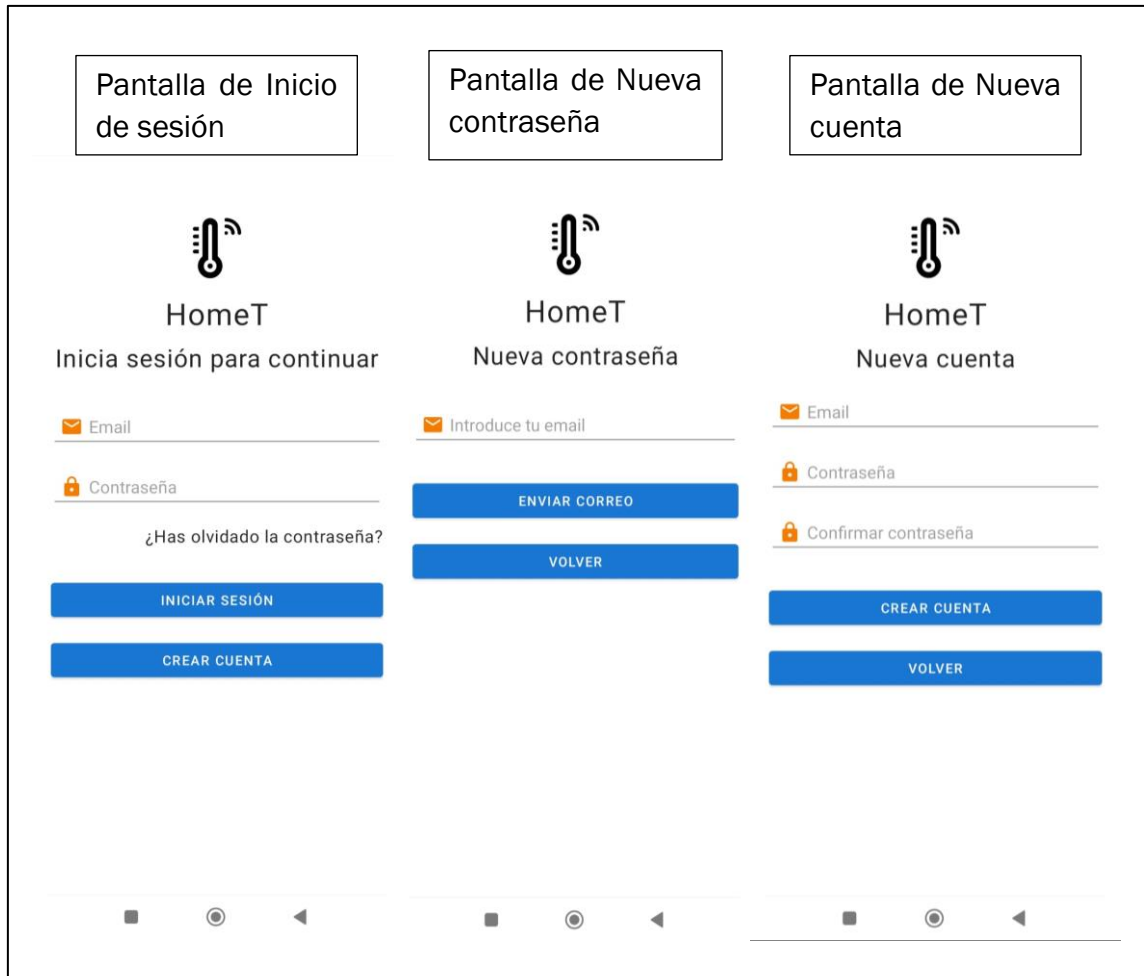 Pantalla de Inicio
de sesión
HomeT
Inicia sesión para continuar
Email
Contraseña
¿Has olvidado la contraseña?
INICIAR SESIÓN
CREAR CUENTA
Pantalla de Nueva
contraseña
HomeT
Nueva contraseña
Introduce tu email
ENVIAR CORREO
VOLVER
Pantalla de Nueva
cuenta
HomeT
Nueva cuenta
Email
Contraseña
Confirmar contraseña
CREAR CUENTA
VOLVER